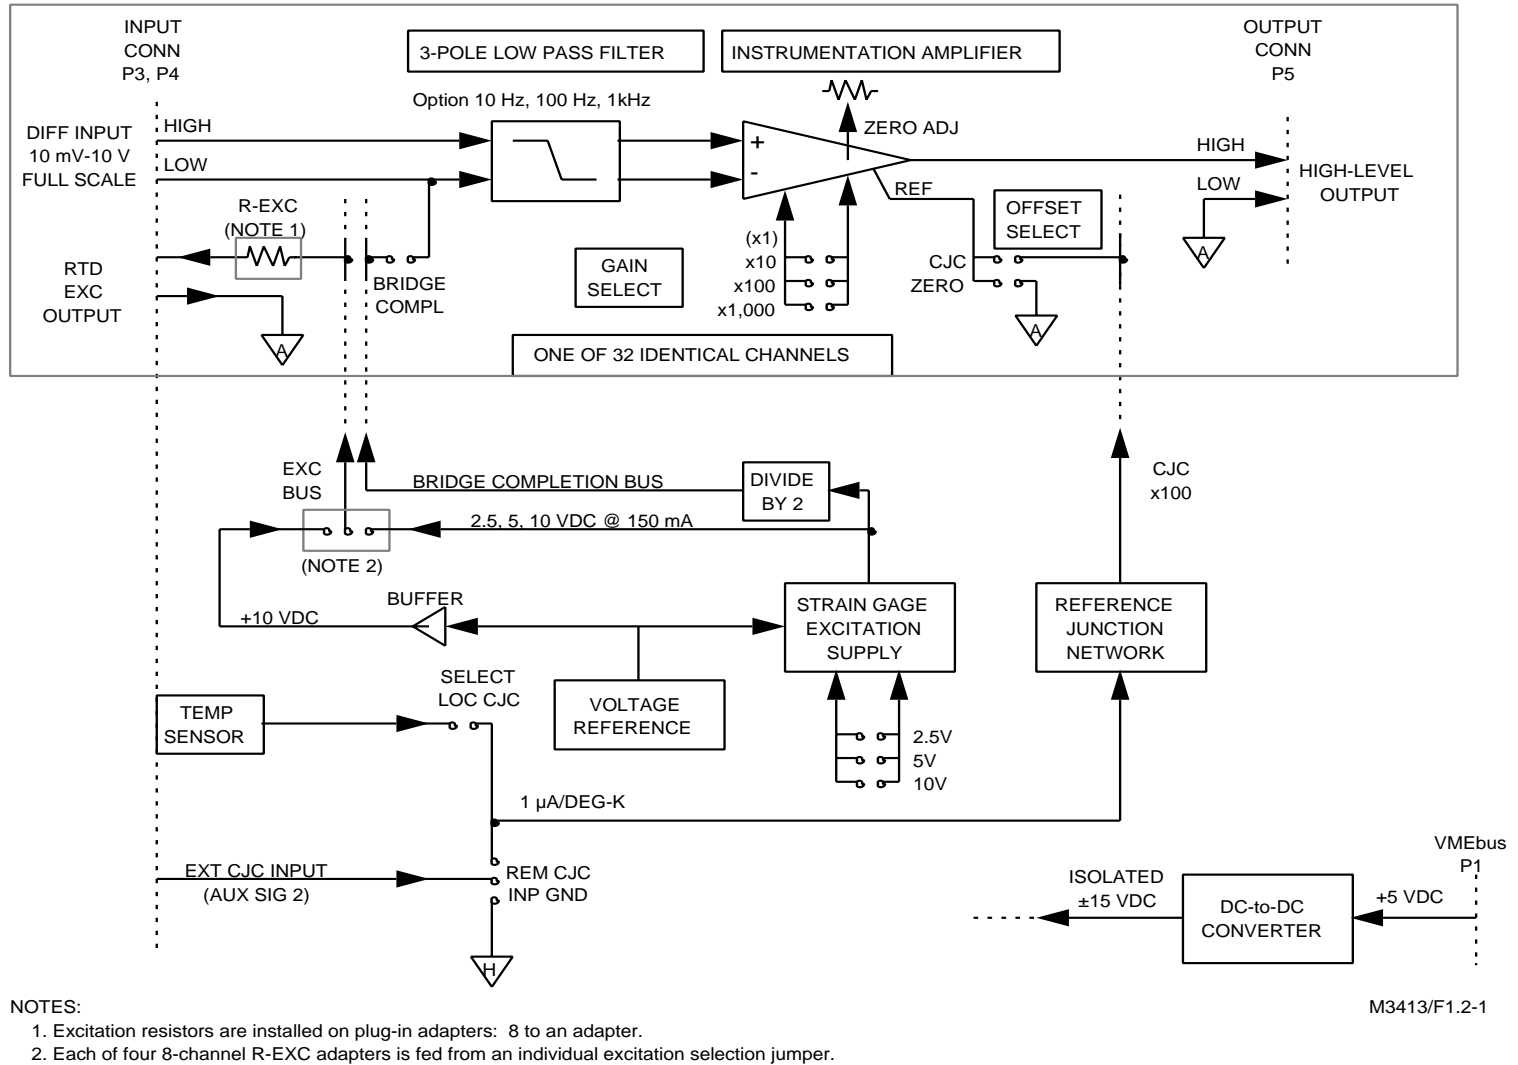 INPUT
CONN
P3, P4
3-POLE LOW PASS FILTER
INSTRUMENTATION AMPLIFIER
OUTPUT
CONN
P5
Option 10 Hz, 100 Hz, 1kHz
DIFF INPUT
10 mV-10 V
FULL SCALE
HIGH
LOW
+
-
ZERO ADJ
HIGH
LOW
HIGH-LEVEL
OUTPUT
A
REF
OFFSET
SELECT
R-EXC
(NOTE 1)
RTD
EXC
OUTPUT
A
BRIDGE
COMPL
GAIN
SELECT
(x1)
x10
x100
x1,000
CJC
ZERO
A
ONE OF 32 IDENTICAL CHANNELS
EXC
BUS
BRIDGE COMPLETION BUS
DIVIDE
BY 2
CJC
x100
2.5, 5, 10 VDC @ 150 mA
(NOTE 2)
BUFFER
+10 VDC
STRAIN GAGE
EXCITATION
SUPPLY
REFERENCE
JUNCTION
NETWORK
SELECT
LOC CJC
VOLTAGE
REFERENCE
TEMP
SENSOR
2.5V
5V
10V
1 µA/DEG-K
EXT CJC INPUT
(AUX SIG 2)
REM CJC
INP GND
H
VMEbus
P1
ISOLATED
±15 VDC
DC-to-DC
CONVERTER
+5 VDC
M3413/F1.2-1
NOTES:
1. Excitation resistors are installed on plug-in adapters:  8 to an adapter.
2. Each of four 8-channel R-EXC adapters is fed from an individual excitation selection jumper.